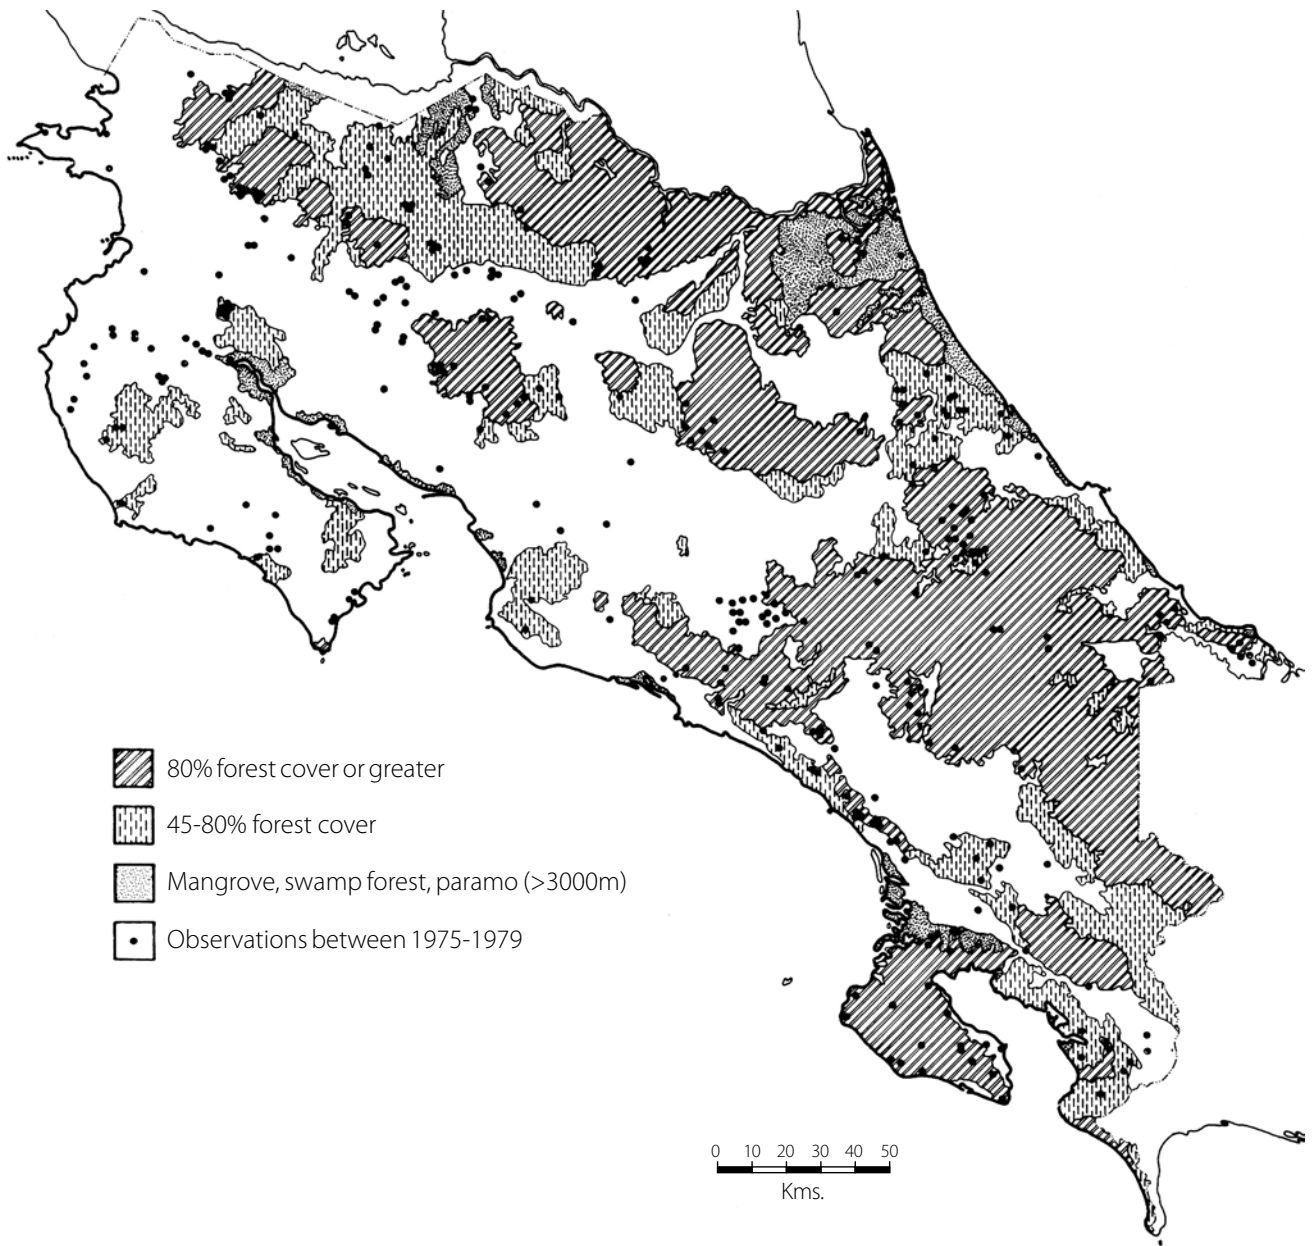 80% forest cover or greater
45-80% forest cover
Mangrove, swamp forest, paramo (>3000m)
Observations between 1975-1979
0 10 20 30 40 50
Kms.